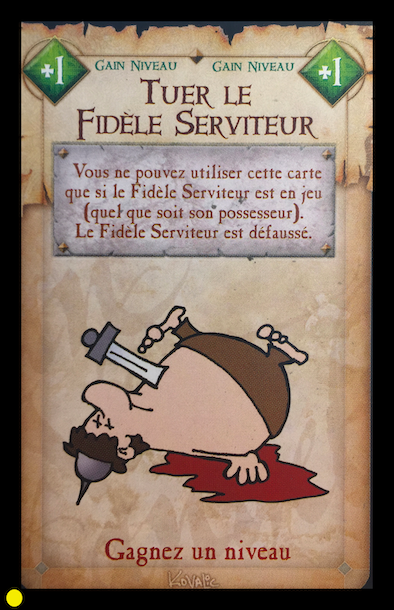 +1 Gain Niveau Gain Niveau +1
Tuer le
Fidèle Serviteur
Vous ne pouvez utiliser cette carte
que si le Fidèle Serviteur est en jeu
(quel que soit son possesseur).
Le Fidèle Serviteur est défaussé.
Gagnez un niveau
Kovalic